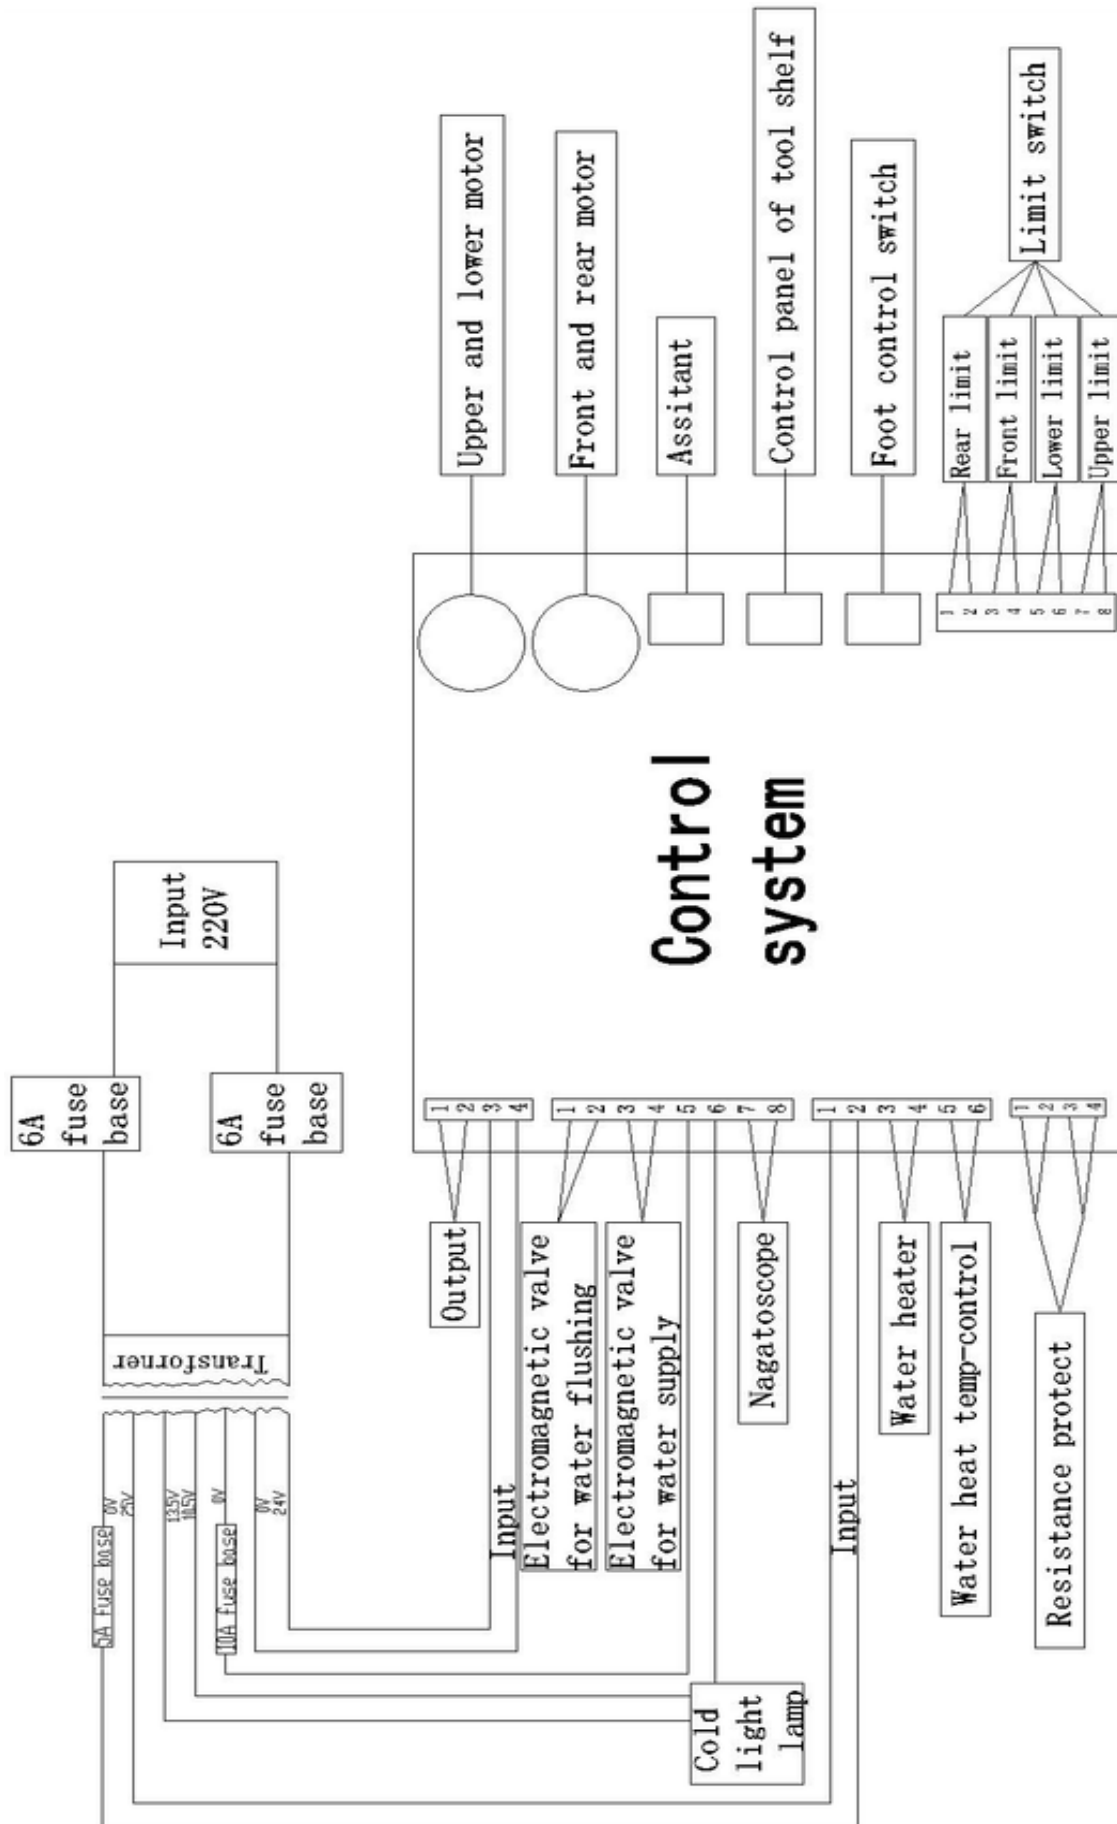 6A
fuse
base
6A
fuse
base
Input
220V
Transforner
5A Fuse base
0V
25V
13.5V
10.5V
10A Fuse base
0V
0V
24V
Control
system
Upper and lower motor
Front and rear motor
Assitant
Control panel of tool shelf
Foot control switch
Rear limit
Front limit
Lower limit
Upper limit
Limit switch
1
2
3
4
5
6
7
8
1
2
3
4
1
2
3
4
5
6
7
8
1
2
3
4
5
6
1
2
3
4
Output
Input
Electromagnetic valve
for water flushing
Electromagnetic valve
for water supply
Nagatoscope
Cold
light
lamp
Input
Water heater
Water heat temp-control
Resistance protect